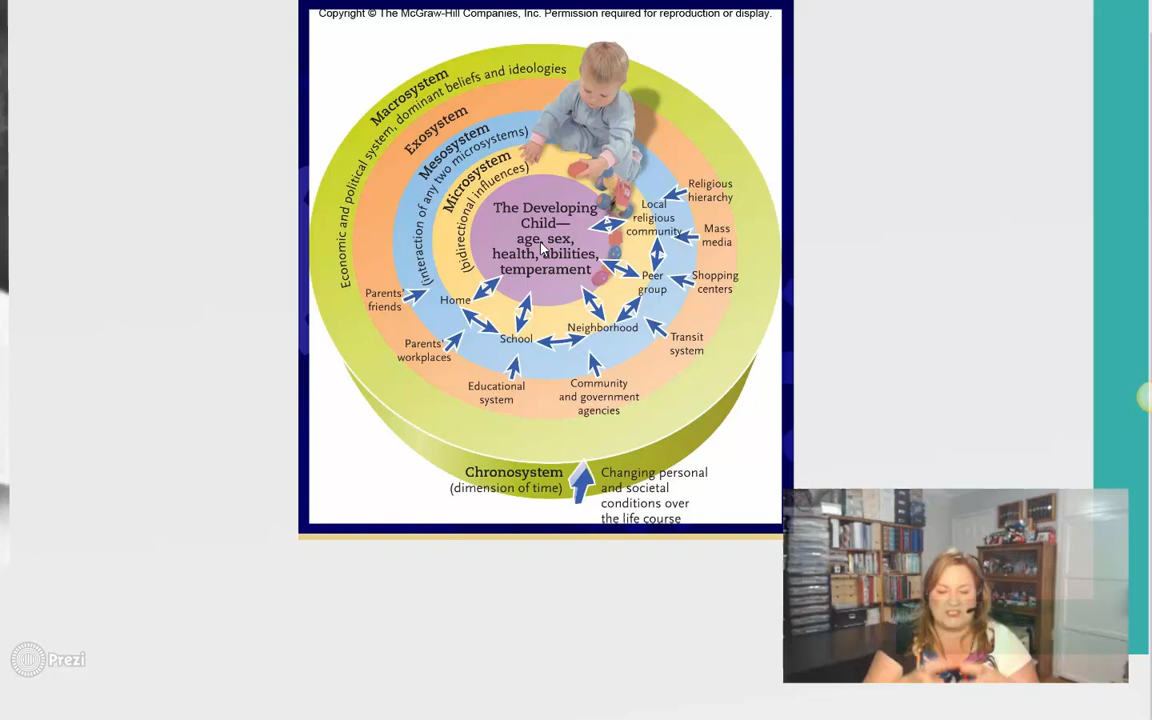 Copyright © The McGraw-Hill Companies, Inc. Permission required for reproduction or display.
Macrosystem
Economic and political system, dominant beliefs and ideologies
Exosystem
Mesosystem
(interaction of any two microsystems)
Microsystem
(bidirectional influences)
The Developing
Child—
age, sex,
health, abilities,
temperament
Religious
hierarchy
Local
religious
community
Mass
media
Peer
group
Shopping
centers
Parents'
friends
Home
Neighborhood
School
Transit
system
Parents'
workplaces
Educational
system
Community
and government
agencies
Chronosystem
(dimension of time)
Changing personal
and societal
conditions over
the life course
Prezi